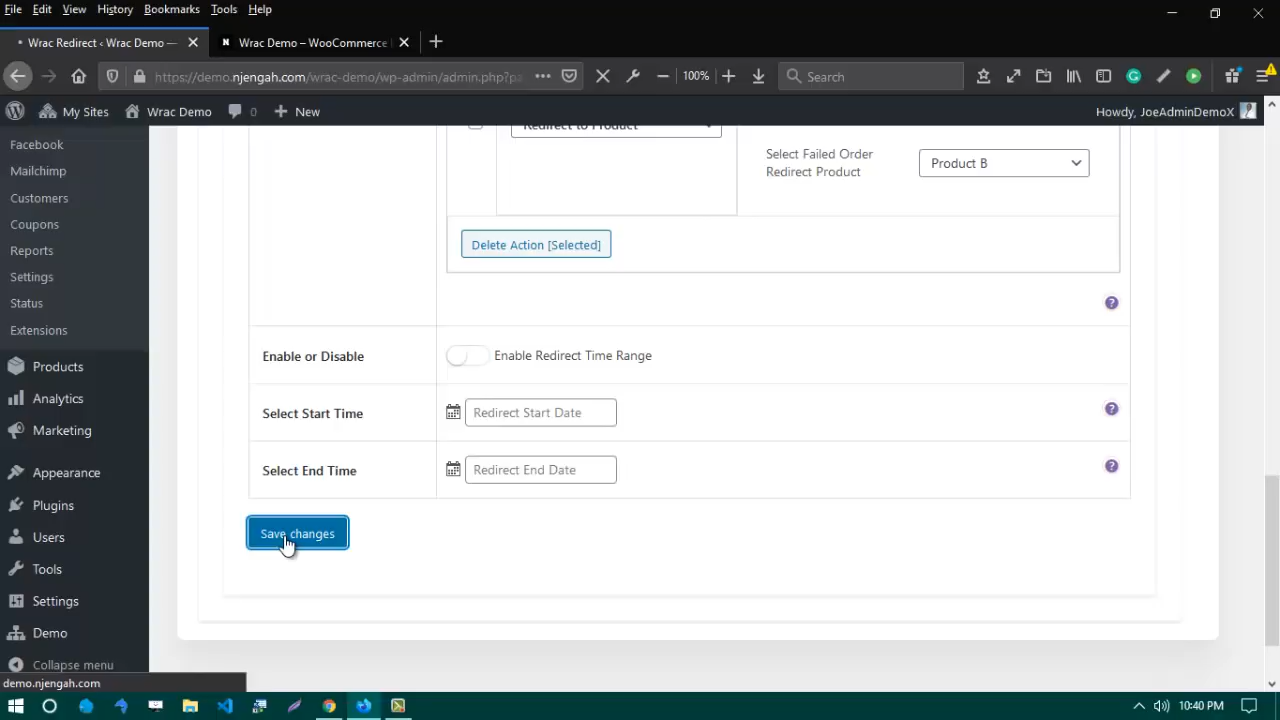 File Edit View History Bookmarks Tools Help
Wrac Redirect ‹ Wrac Demo —
N Wrac Demo – WooCommerce
https://demo.njengah.com/wrac-demo/wp-admin/admin.php?pa
100%
Search
My Sites
Wrac Demo
0
New
Howdy, JoeAdminDemoX
Facebook
Mailchimp
Customers
Coupons
Reports
Settings
Status
Extensions
Products
Analytics
Marketing
Appearance
Plugins
Users
Tools
Settings
Demo
Collapse menu
Redirect to Product
Select Failed Order
Redirect Product
Product B
Delete Action [Selected]
?
Enable or Disable
Enable Redirect Time Range
Select Start Time
Redirect Start Date
?
Select End Time
Redirect End Date
?
Save changes
demo.njengah.com
10:40 PM